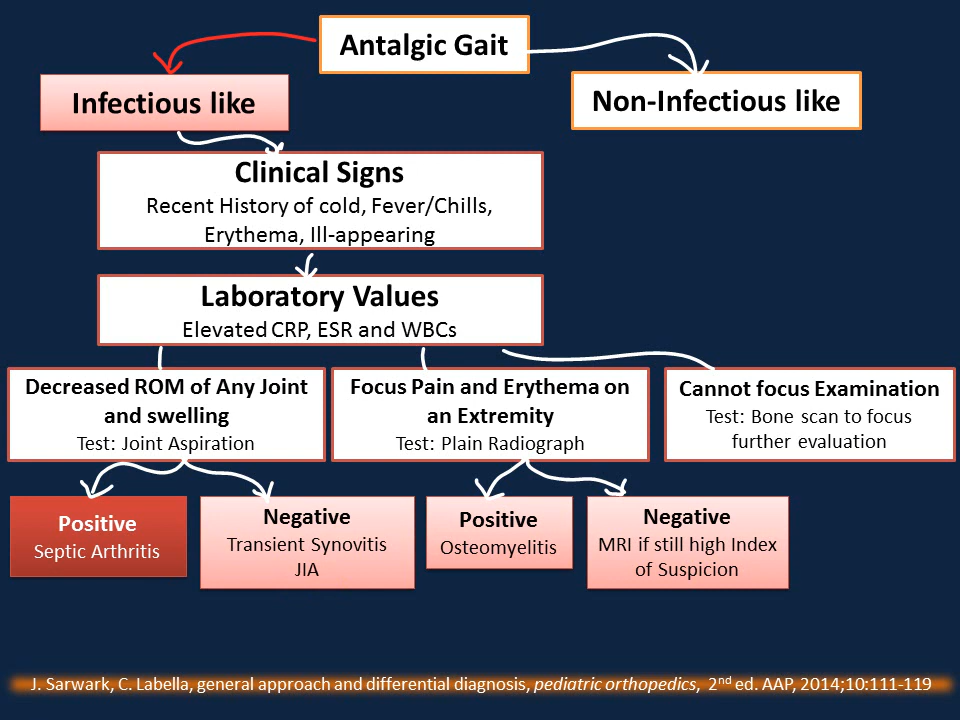 Antalgic Gait
Infectious like
Non-Infectious like
Clinical Signs
Recent History of cold, Fever/Chills,
Erythema, Ill-appearing
Laboratory Values
Elevated CRP, ESR and WBCs
Decreased ROM of Any Joint
and swelling
Test: Joint Aspiration
Focus Pain and Erythema on
an Extremity
Test: Plain Radiograph
Cannot focus Examination
Test: Bone scan to focus
further evaluation
Positive
Septic Arthritis
Negative
Transient Synovitis
JIA
Positive
Osteomyelitis
Negative
MRI if still high Index
of Suspicion
J. Sarwark, C. Labella, general approach and differential diagnosis, pediatric orthopedics, 2nd ed. AAP, 2014;10:111-119